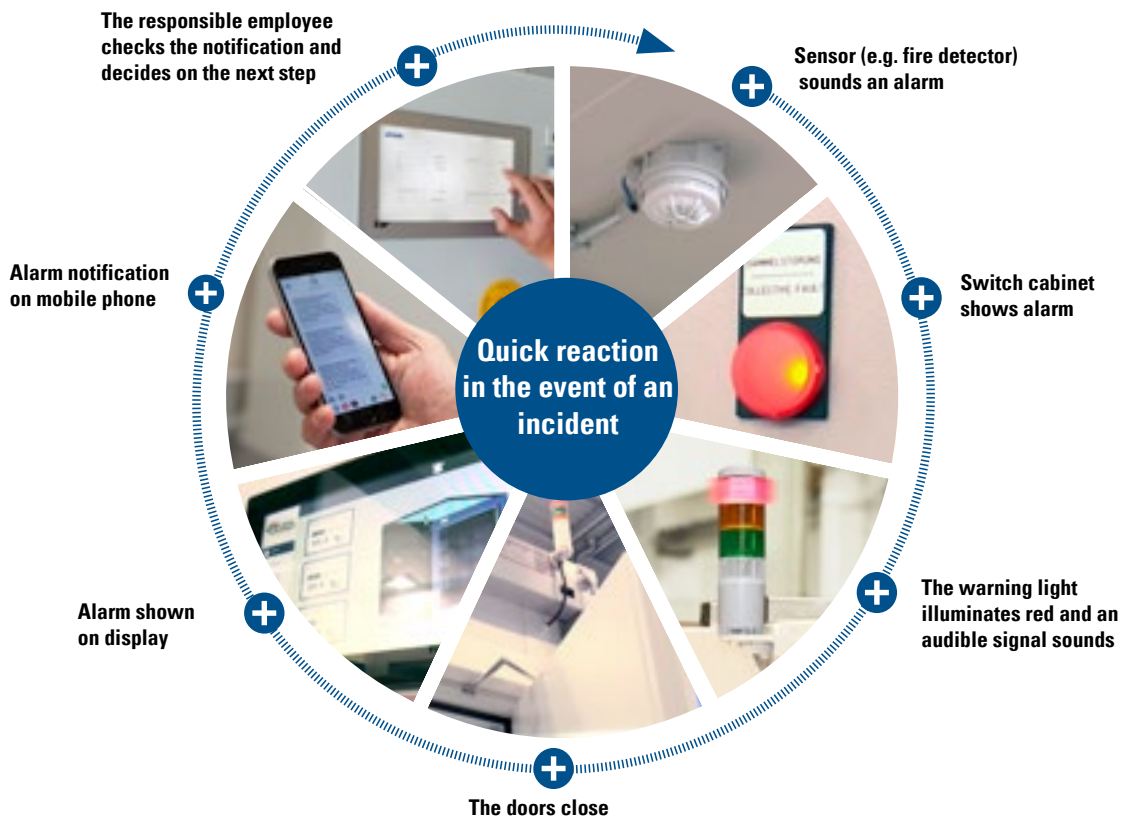 The responsible employee
checks the notification and
decides on the next step
Sensor (e.g. fire detector)
sounds an alarm
Alarm notification
on mobile phone
Switch cabinet
shows alarm
COLLECTIVE FAULT
Quick reaction
in the event of an
incident
Alarm shown
on display
The warning light
illuminates red and an
audible signal sounds
The doors close